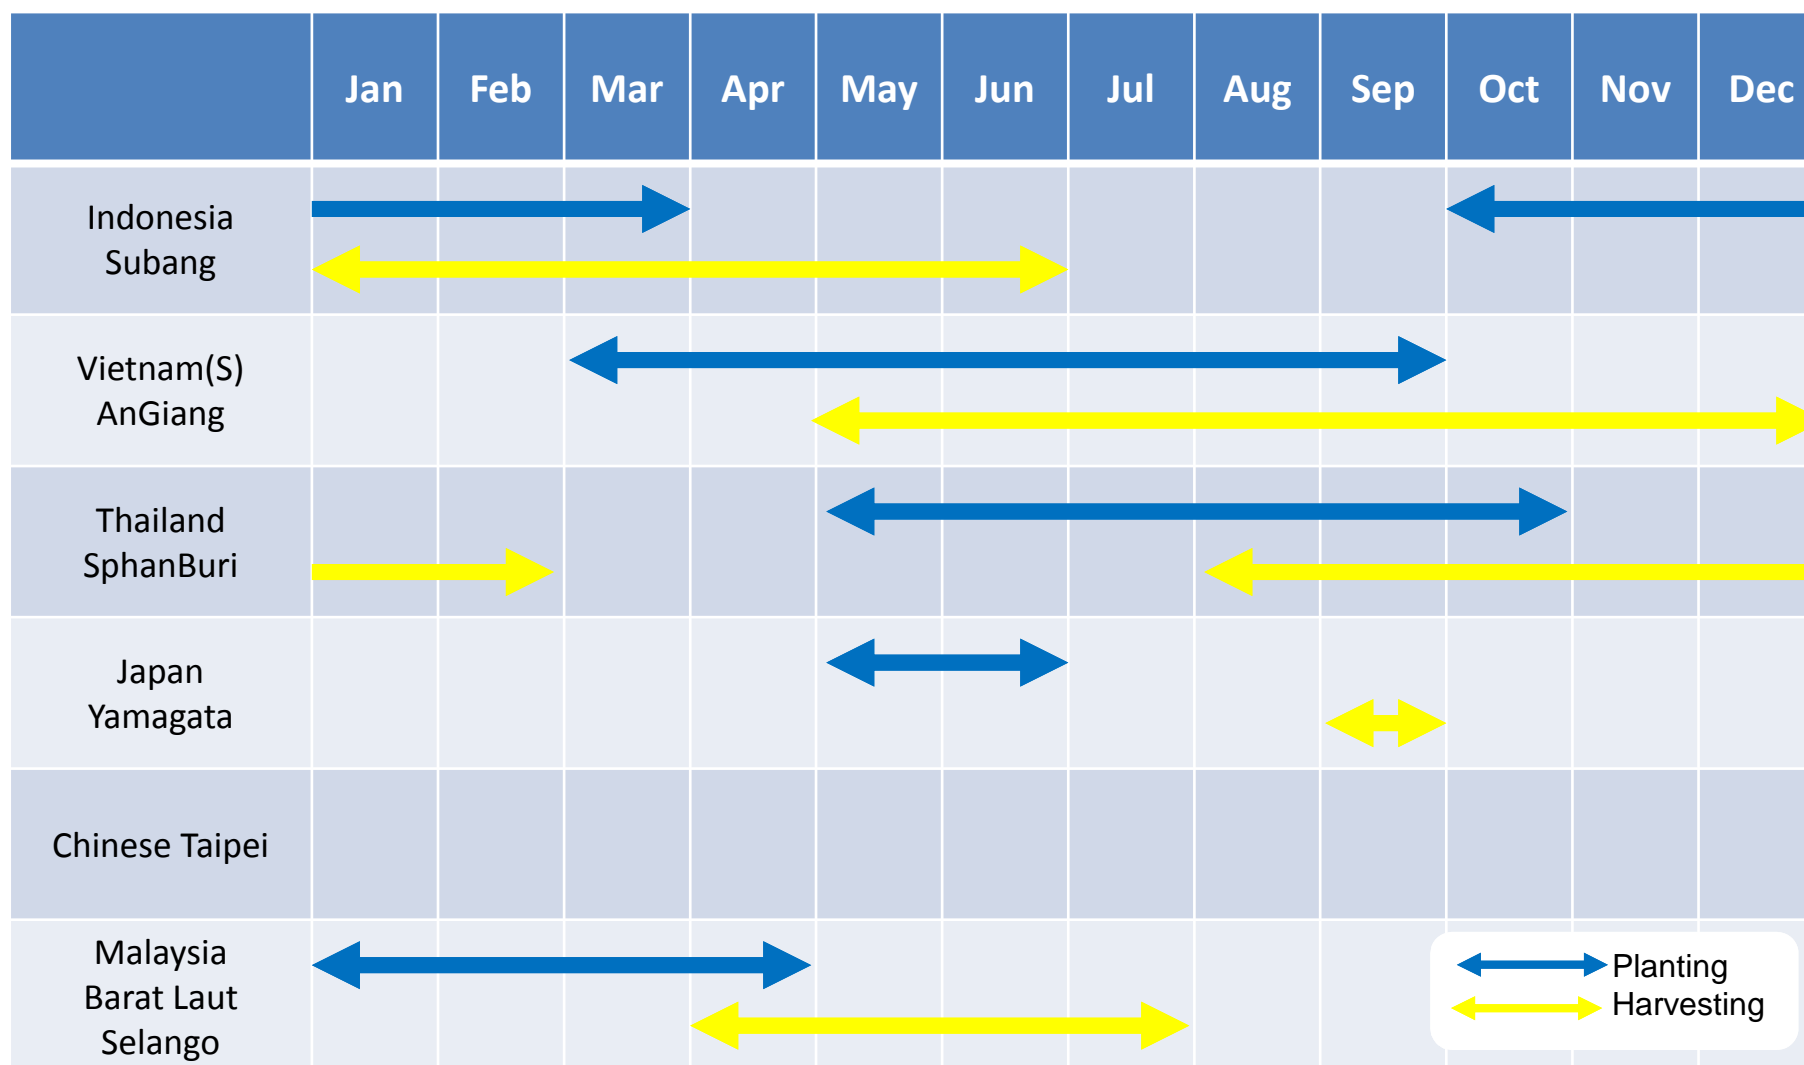 Jan Feb Mar Apr May Jun Jul Aug Sep Oct Nov Dec
Indonesia
Subang
Vietnam(S)
AnGiang
Thailand
SphanBuri
Japan
Yamagata
Chinese Taipei
Malaysia
Barat Laut
Selango
Planting
Harvesting